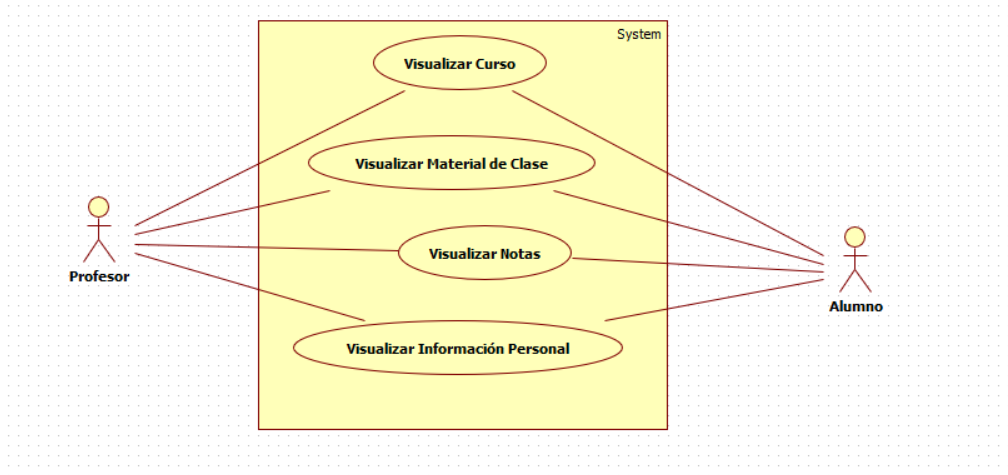 System
Visualizar Curso
Visualizar Material de Clase
Visualizar Notas
Profesor
Alumno
Visualizar Información Personal